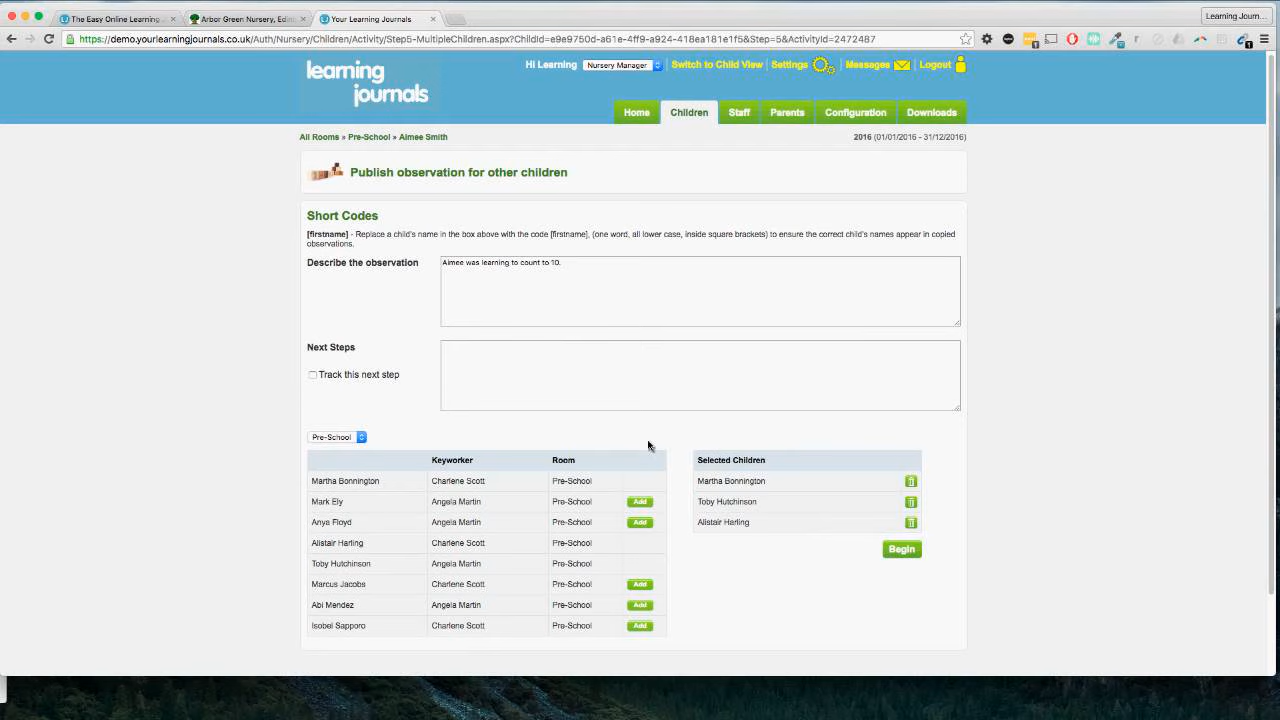 The Easy Online Learning
Arbor Green Nursery, Edin
Your Learning Journals
Learning Journ...
https://demo.yourlearningjournals.co.uk/Auth/Nursery/Children/Activity/Step5-MultipleChildren.aspx?ChildId=e9e9750d-a61e-4ff9-a924-418ea181e1f5&Step=5&ActivityId=2472487
learning
journals
Hi Learning Nursery Manager Switch to Child View Settings Messages Logout
Home Children Staff Parents Configuration Downloads
All Rooms » Pre-School » Aimee Smith
2016 (01/01/2016 - 31/12/2016)
Publish observation for other children
Short Codes
[firstname] - Replace a child's name in the box above with the code [firstname], (one word, all lower case, inside square brackets) to ensure the correct child's names appear in copied
observations.
Describe the observation
Aimee was learning to count to 10.
Next Steps
Track this next step
Pre-School
Keyworker Room
Martha Bonnington Charlene Scott Pre-School
Mark Ely Angela Martin Pre-School Add
Anya Floyd Angela Martin Pre-School Add
Alistair Harling Charlene Scott Pre-School
Toby Hutchinson Angela Martin Pre-School
Marcus Jacobs Charlene Scott Pre-School Add
Abi Mendez Angela Martin Pre-School Add
Isobel Sapporo Charlene Scott Pre-School Add
Selected Children
Martha Bonnington
Toby Hutchinson
Alistair Harling
Begin